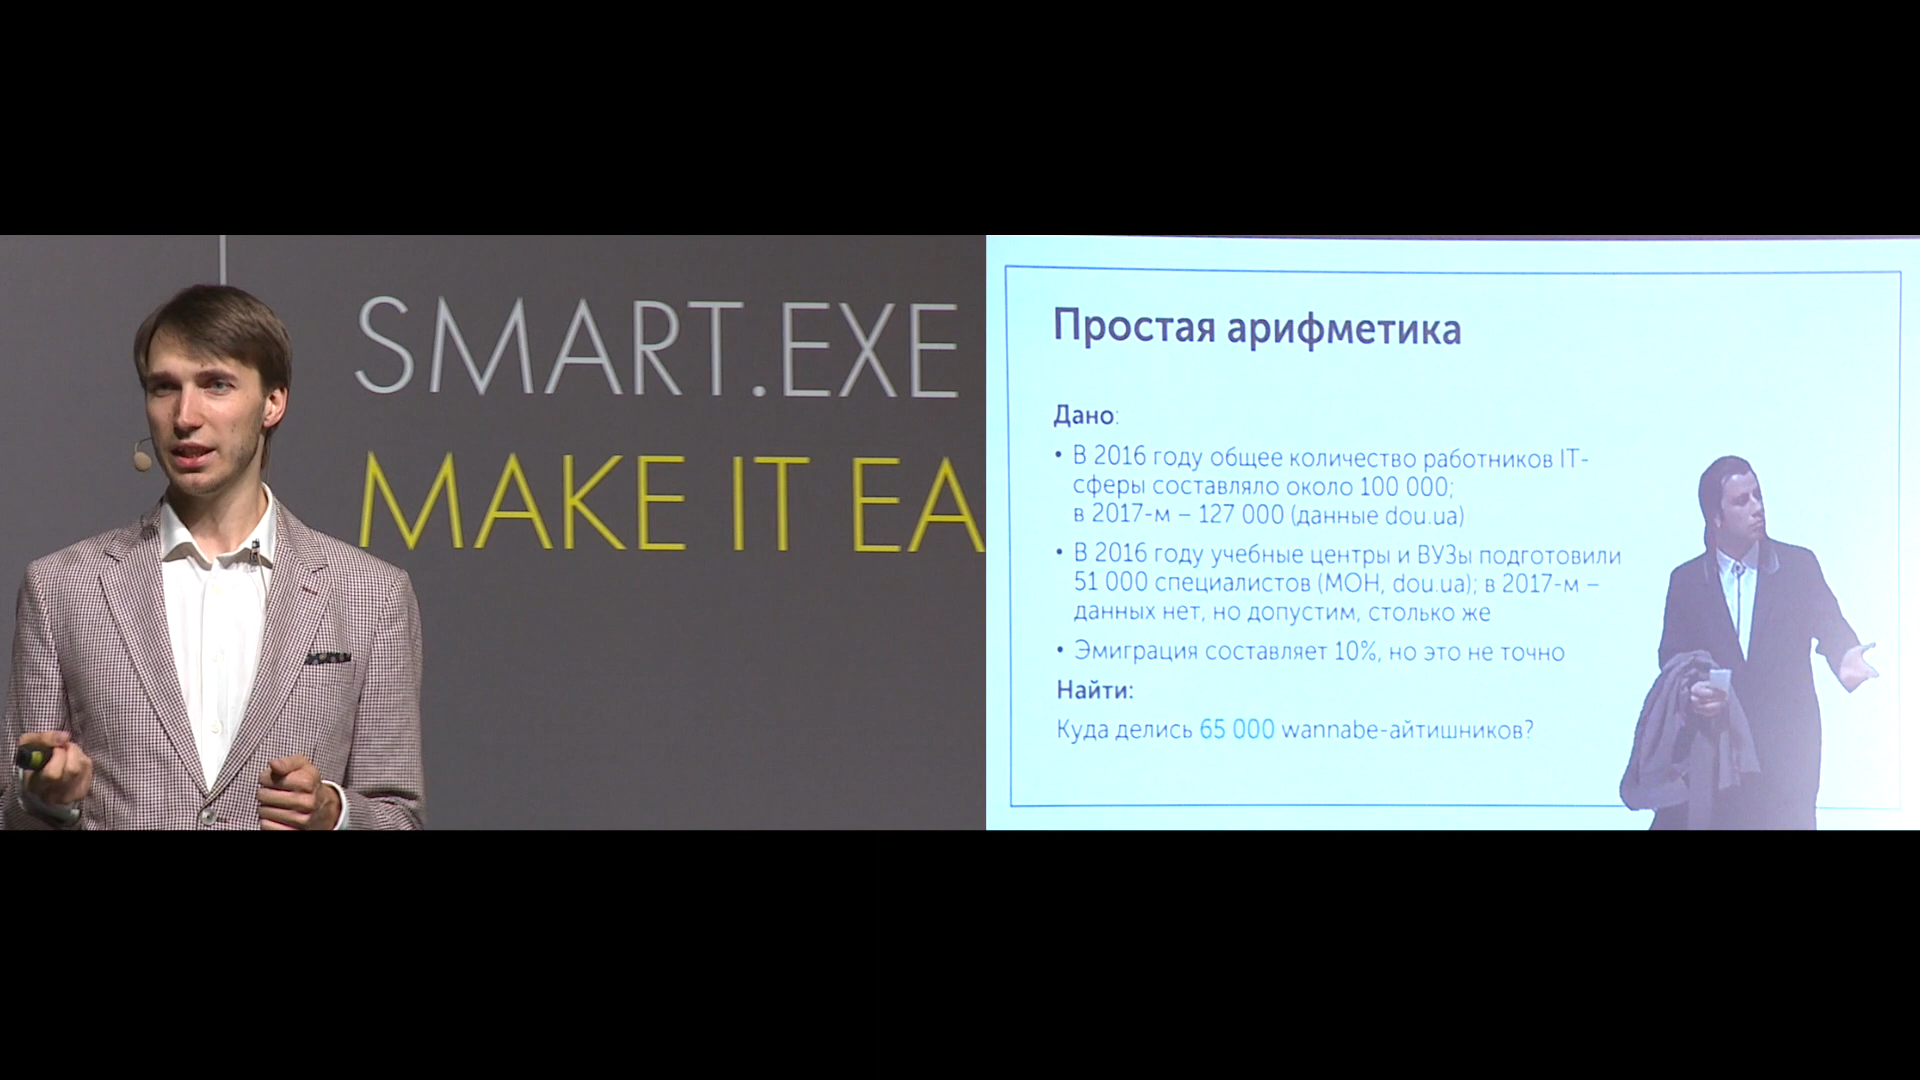 SMART.EXE
MAKE IT EA
Простая арифметика
Дано:
• В 2016 году общее количество работников IT-
сферы составляло около 100 000;
в 2017-м – 127 000 (данные dou.ua)
• В 2016 году учебные центры и ВУЗы подготовили
51 000 специалистов (МОН, dou.ua); в 2017-м –
данных нет, но допустим, столько же
• Эмиграция составляет 10%, но это не точно
Найти:
Куда делись 65 000 wannabe-айтишников?